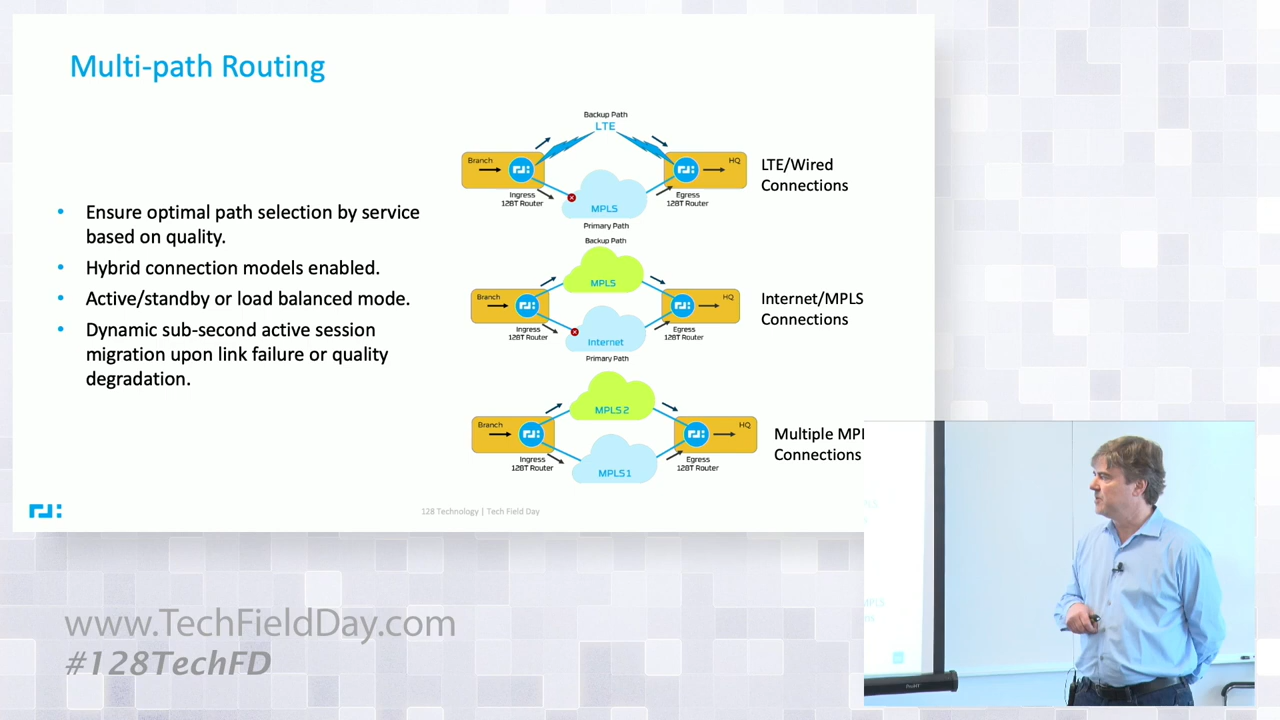 Multi-path Routing
• Ensure optimal path selection by service
based on quality.
• Hybrid connection models enabled.
• Active/standby or load balanced mode.
• Dynamic sub-second active session
migration upon link failure or quality
degradation.
Backup Path
LTE
Branch
HQ
Ingress
128T Router
MPLS
Egress
128T Router
Primary Path
LTE/Wired
Connections
Backup Path
MPLS
Branch
HQ
Ingress
128T Router
Internet
Egress
128T Router
Primary Path
Internet/MPLS
Connections
MPLS 2
Branch
HQ
Ingress
128T Router
MPLS 1
Egress
128T Router
Multiple MPL
Connections
128 Technology | Tech Field Day
www.TechFieldDay.com
#128TechFD